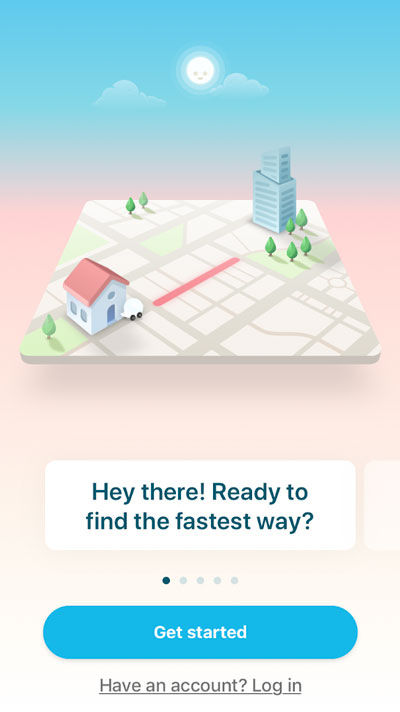 Hey there! Ready to
find the fastest way?
Get started
Have an account? Log in